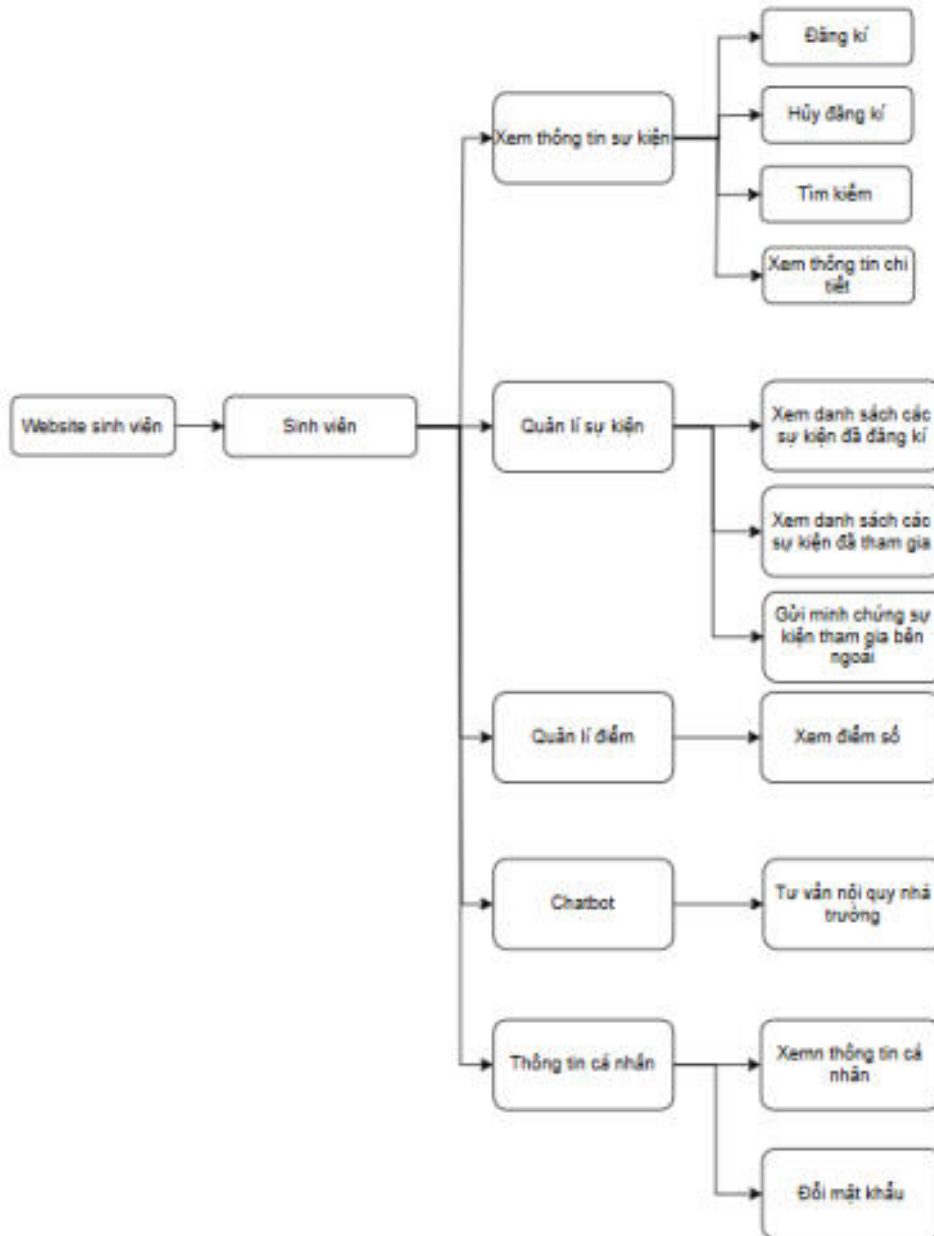 Đăng kí
Hủy đăng kí
Xem thông tin sự kiện
Tìm kiếm
Xem thông tin chi
tiết
Website sinh viên
Sinh viên
Quản lí sự kiện
Xem danh sách các
sự kiện đã đăng kí
Xem danh sách các
sự kiện đã tham gia
Gửi minh chứng sự
kiện tham gia bên
ngoài
Quản lí điểm
Xem điểm số
Chatbot
Tư vấn nội quy nhà
trường
Thông tin cá nhân
Xemn thông tin cá
nhân
Đổi mật khẩu